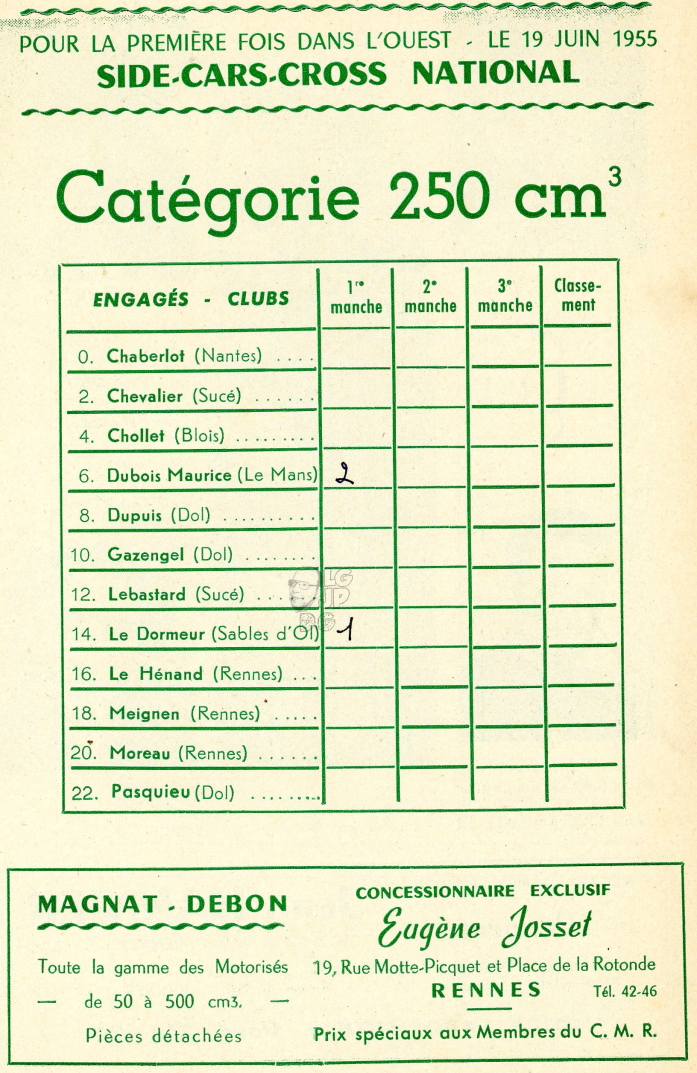 POUR LA PREMIÈRE FOIS DANS L'OUEST - LE 19 JUIN 1955
SIDE-CARS-CROSS NATIONAL
Catégorie 250 cm³
ENGAGÉS - CLUBS 1re manche 2e manche 3e manche Classe-ment
0. Chaberlot (Nantes) ....
2. Chevalier (Sucé) ......
4. Chollet (Blois) .........
6. Dubois Maurice (Le Mans) 2
8. Dupuis (Dol) ..........
10. Gazengel (Dol) ........
12. Lebastard (Sucé) ......
14. Le Dormeur (Sables d'Ol) 1
16. Le Hénand (Rennes) ...
18. Meignen (Rennes) .....
20. Moreau (Rennes) ......
22. Pasquieu (Dol) ........
MAGNAT - DEBON
Toute la gamme des Motorisés
— de 50 à 500 cm3. —
Pièces détachées
CONCESSIONNAIRE EXCLUSIF
Eugène Josset
19, Rue Motte-Picquet et Place de la Rotonde
RENNES Tél. 42-46
Prix spéciaux aux Membres du C. M. R.